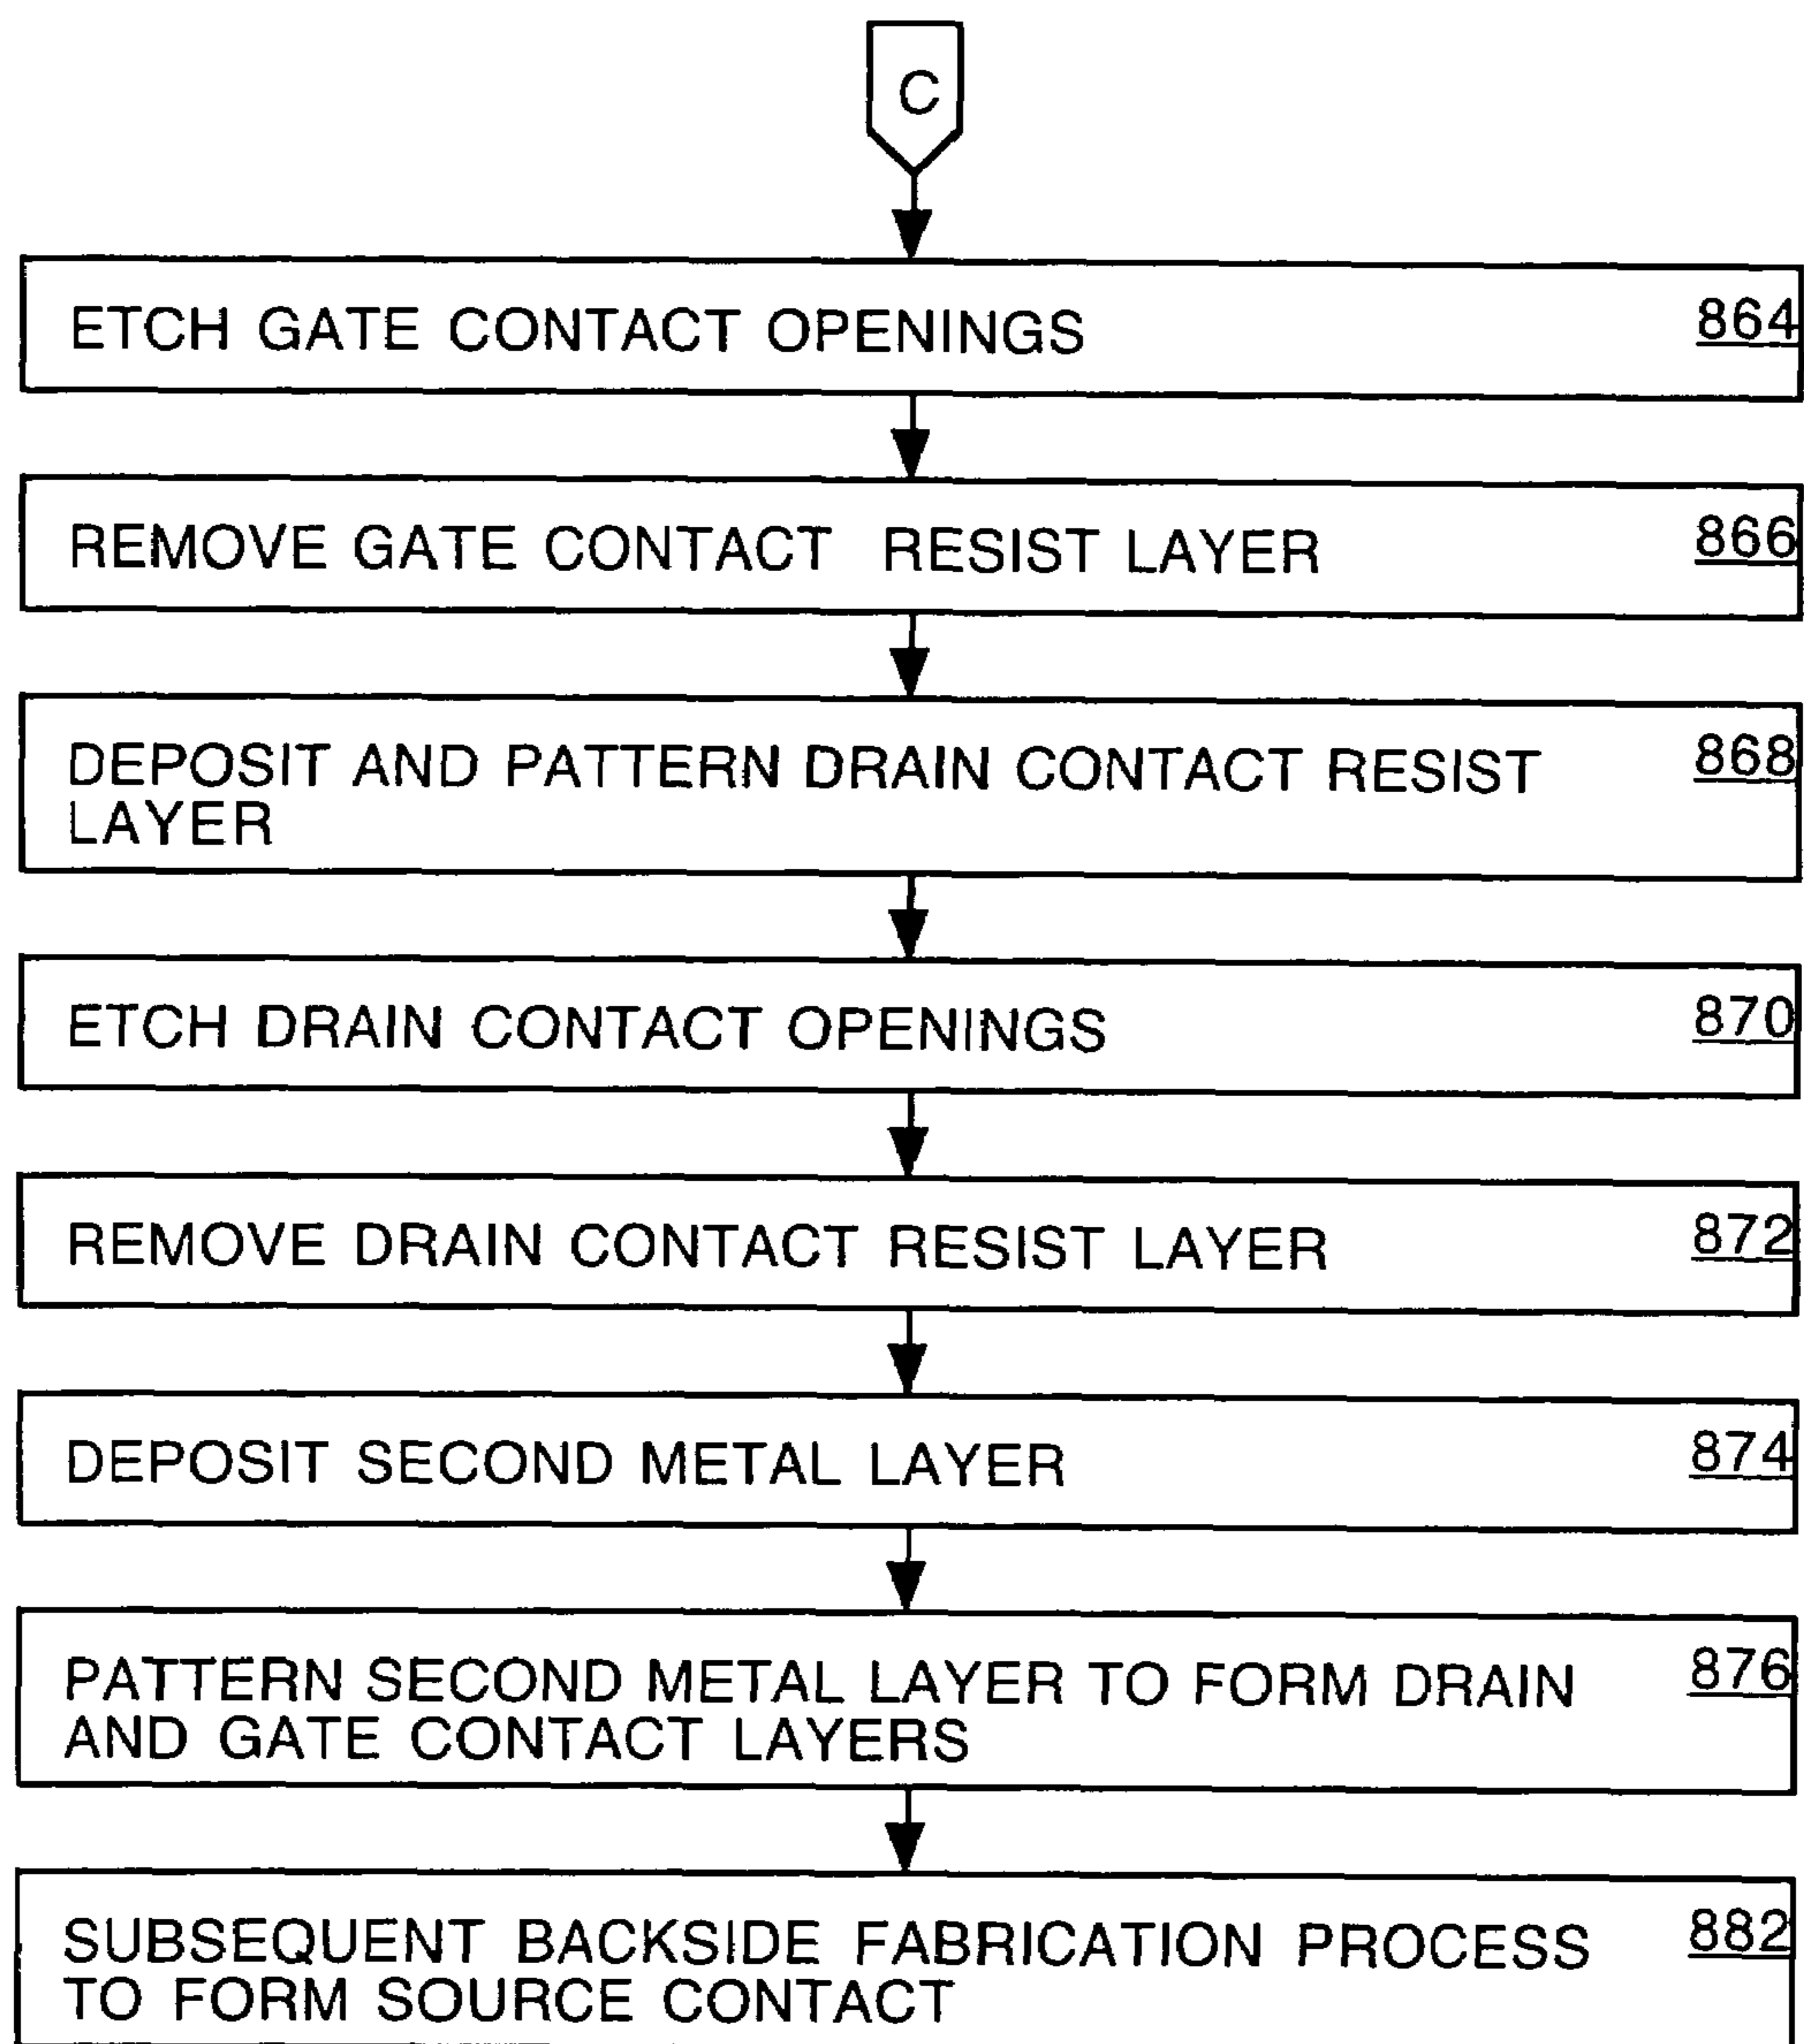 C
ETCH GATE CONTACT OPENINGS 864
REMOVE GATE CONTACT RESIST LAYER 866
DEPOSIT AND PATTERN DRAIN CONTACT RESIST 868
LAYER
ETCH DRAIN CONTACT OPENINGS 870
REMOVE DRAIN CONTACT RESIST LAYER 872
DEPOSIT SECOND METAL LAYER 874
PATTERN SECOND METAL LAYER TO FORM DRAIN 876
AND GATE CONTACT LAYERS
SUBSEQUENT BACKSIDE FABRICATION PROCESS 882
TO FORM SOURCE CONTACT